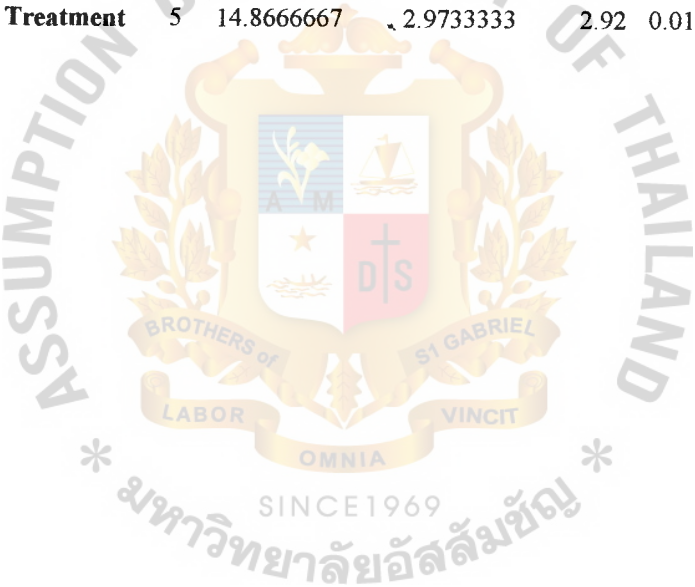 Treatment 5 14.8666667 2.9733333 2.92 0.01
ASSUMPTION
OF THAILAND
A M
D S
BROTHERS of
ST GABRIEL
LABOR
VINCIT
OMNIA
SINCE1969
มหาวิทยาลัยอัสสัมชัญ